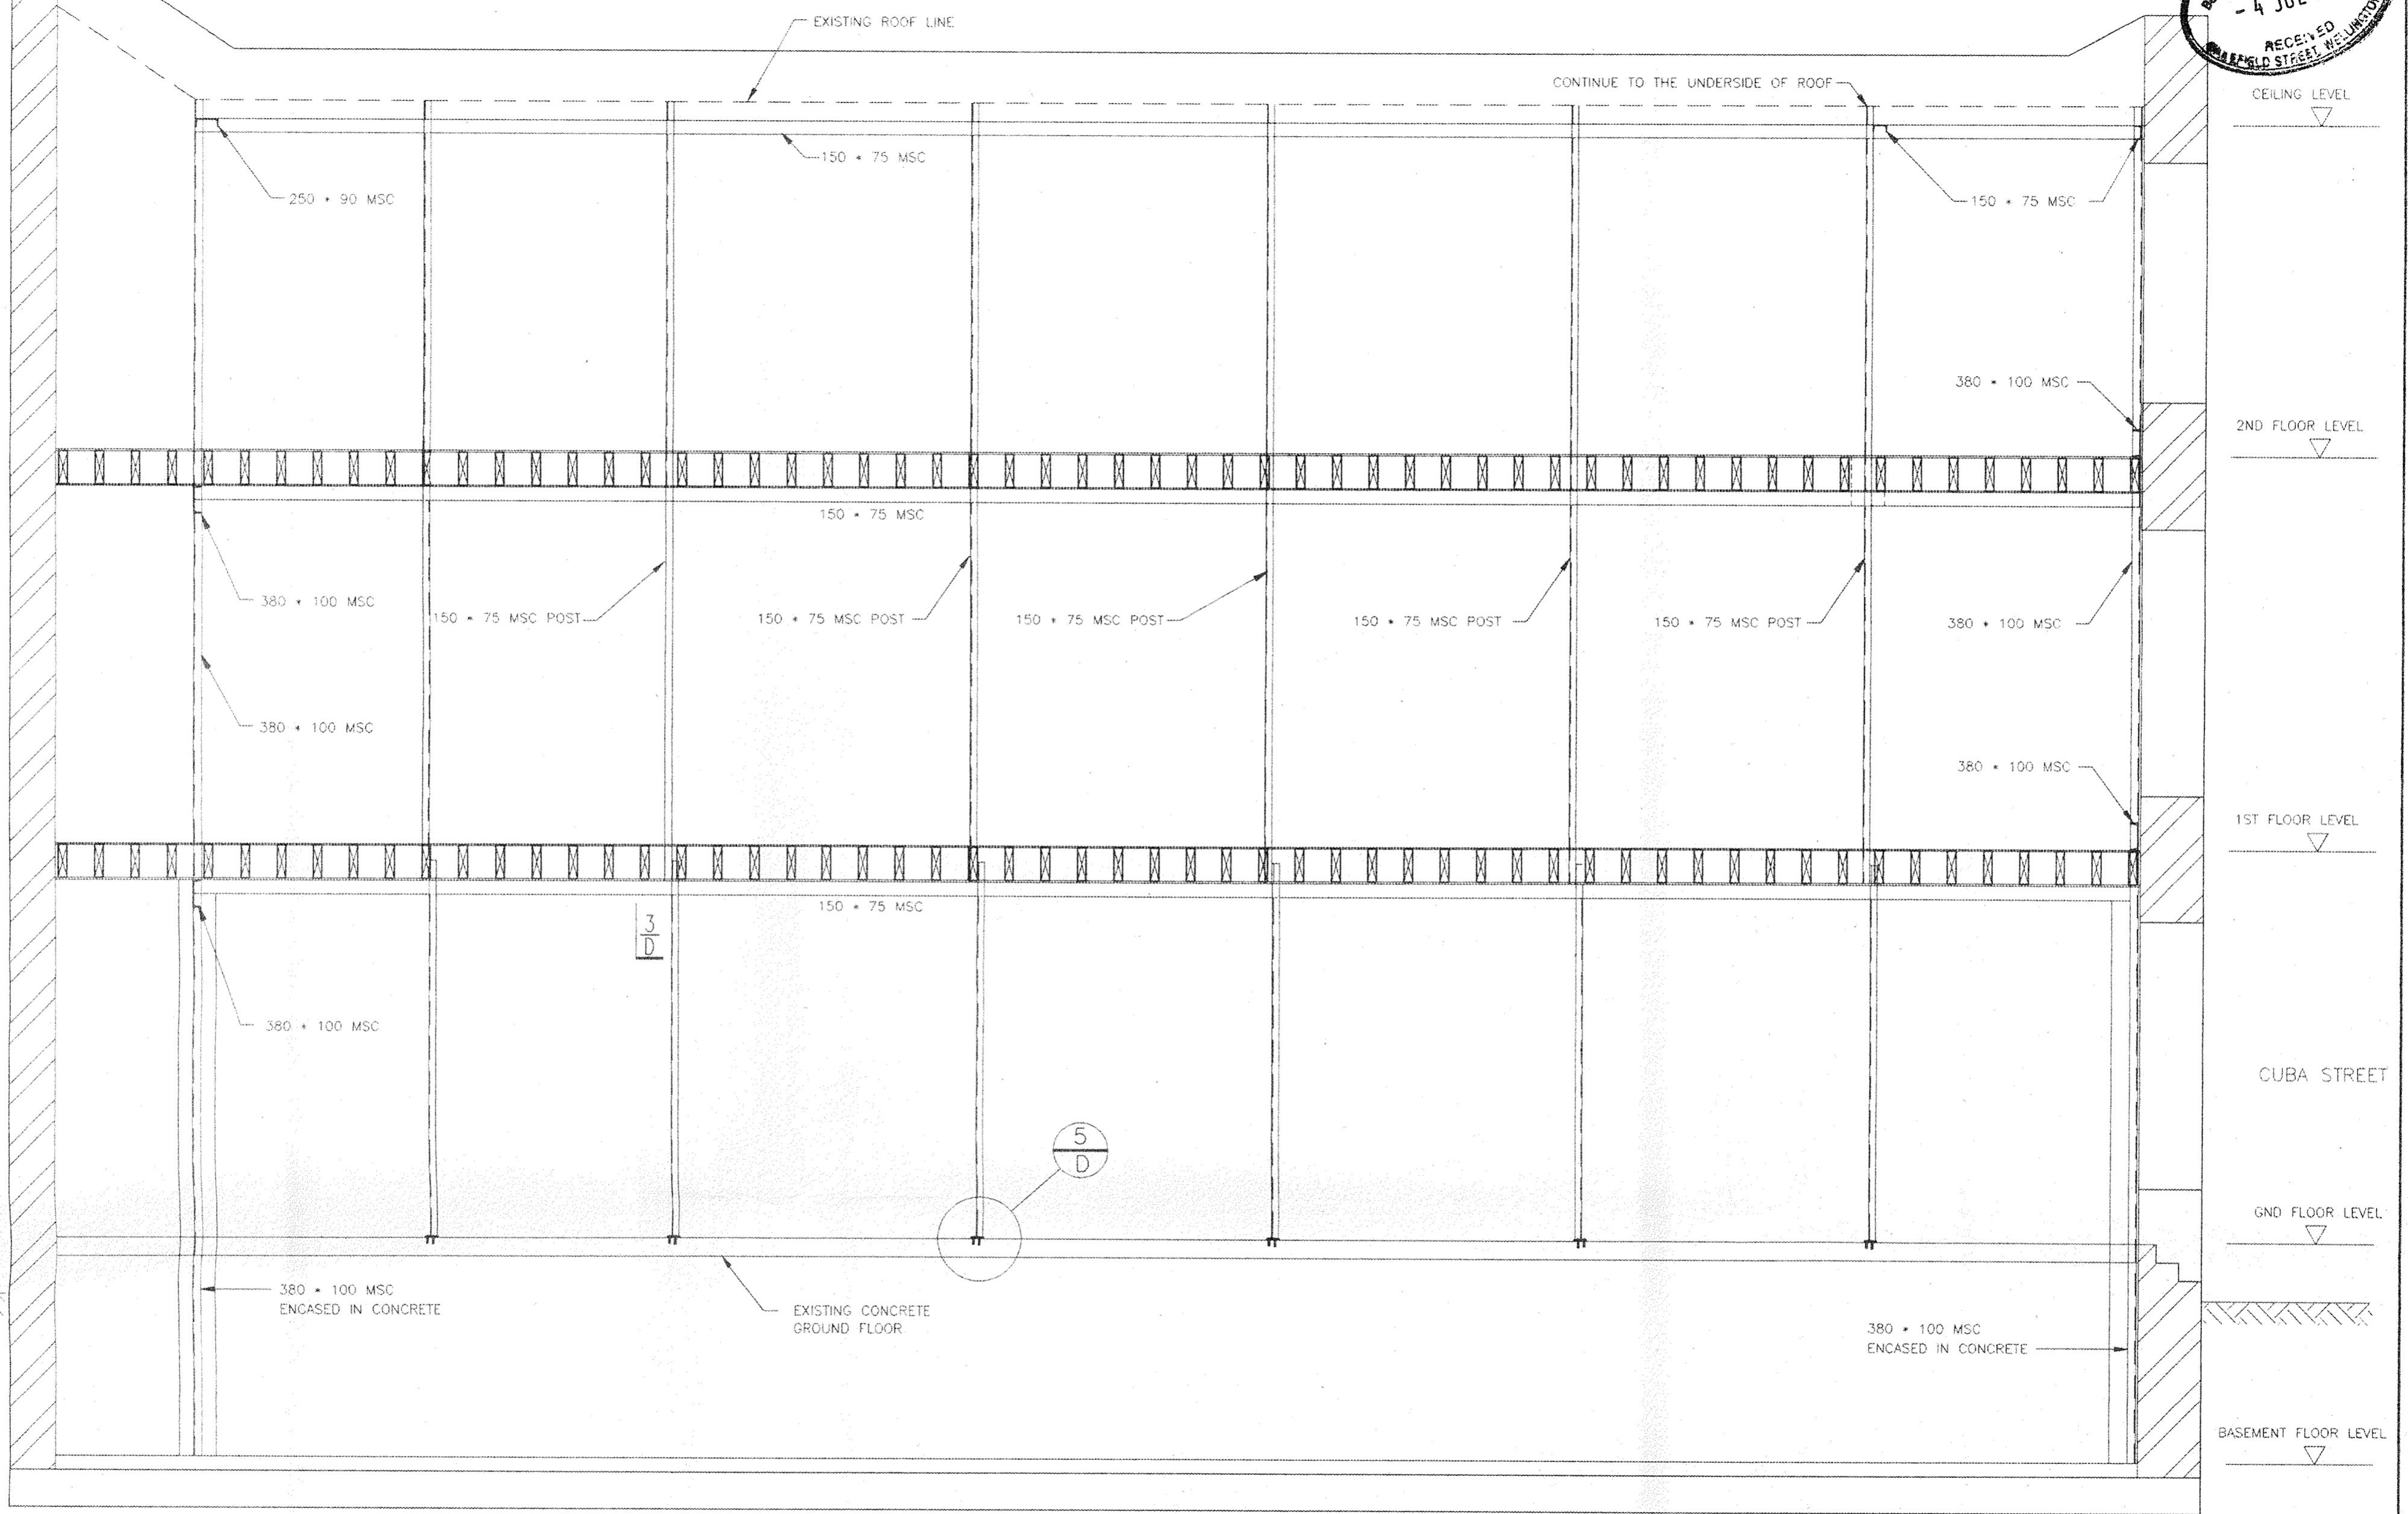 EXISTING ROOF LINE
- 4 JUL
RECEIVED
WAKEFIELD STREET, WELLINGTON
CONTINUE TO THE UNDERSIDE OF ROOF
CEILING LEVEL
150 * 75 MSC
250 * 90 MSC
150 * 75 MSC
380 * 100 MSC
2ND FLOOR LEVEL
150 * 75 MSC
380 * 100 MSC
150 * 75 MSC POST
150 * 75 MSC POST
150 * 75 MSC POST
150 * 75 MSC POST
150 * 75 MSC POST
380 * 100 MSC
380 * 100 MSC
380 * 100 MSC
1ST FLOOR LEVEL
150 * 75 MSC
3
D
380 * 100 MSC
CUBA STREET
5
D
GND FLOOR LEVEL
380 * 100 MSC
ENCASED IN CONCRETE
EXISTING CONCRETE
GROUND FLOOR
380 * 100 MSC
ENCASED IN CONCRETE
BASEMENT FLOOR LEVEL